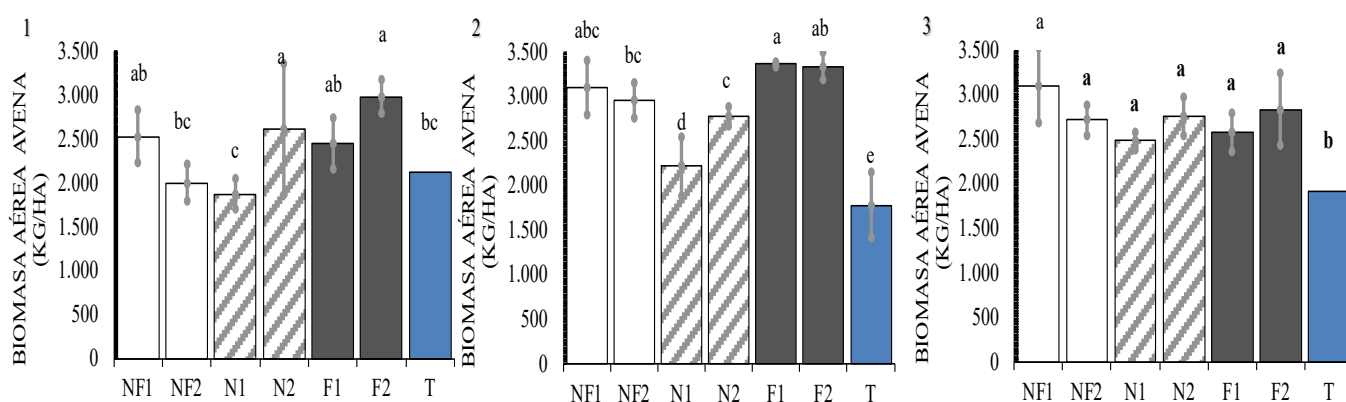 1
BIOMASA AÉREA AVENA
(KG/HA)
3.500
3.000
2.500
2.000
1.500
1.000
500
0
ab
bc
c
a
ab
a
bc
NF1 NF2 N1 N2 F1 F2 T
2
BIOMASA AÉREA AVENA
(KG/HA)
3.500
3.000
2.500
2.000
1.500
1.000
500
0
abc
bc
d
c
a
ab
e
NF1 NF2 N1 N2 F1 F2 T
3
BIOMASA AÉREA AVENA
(KG/HA)
3.500
3.000
2.500
2.000
1.500
1.000
500
0
a
a
a
a
a
a
b
NF1 NF2 N1 N2 F1 F2 T